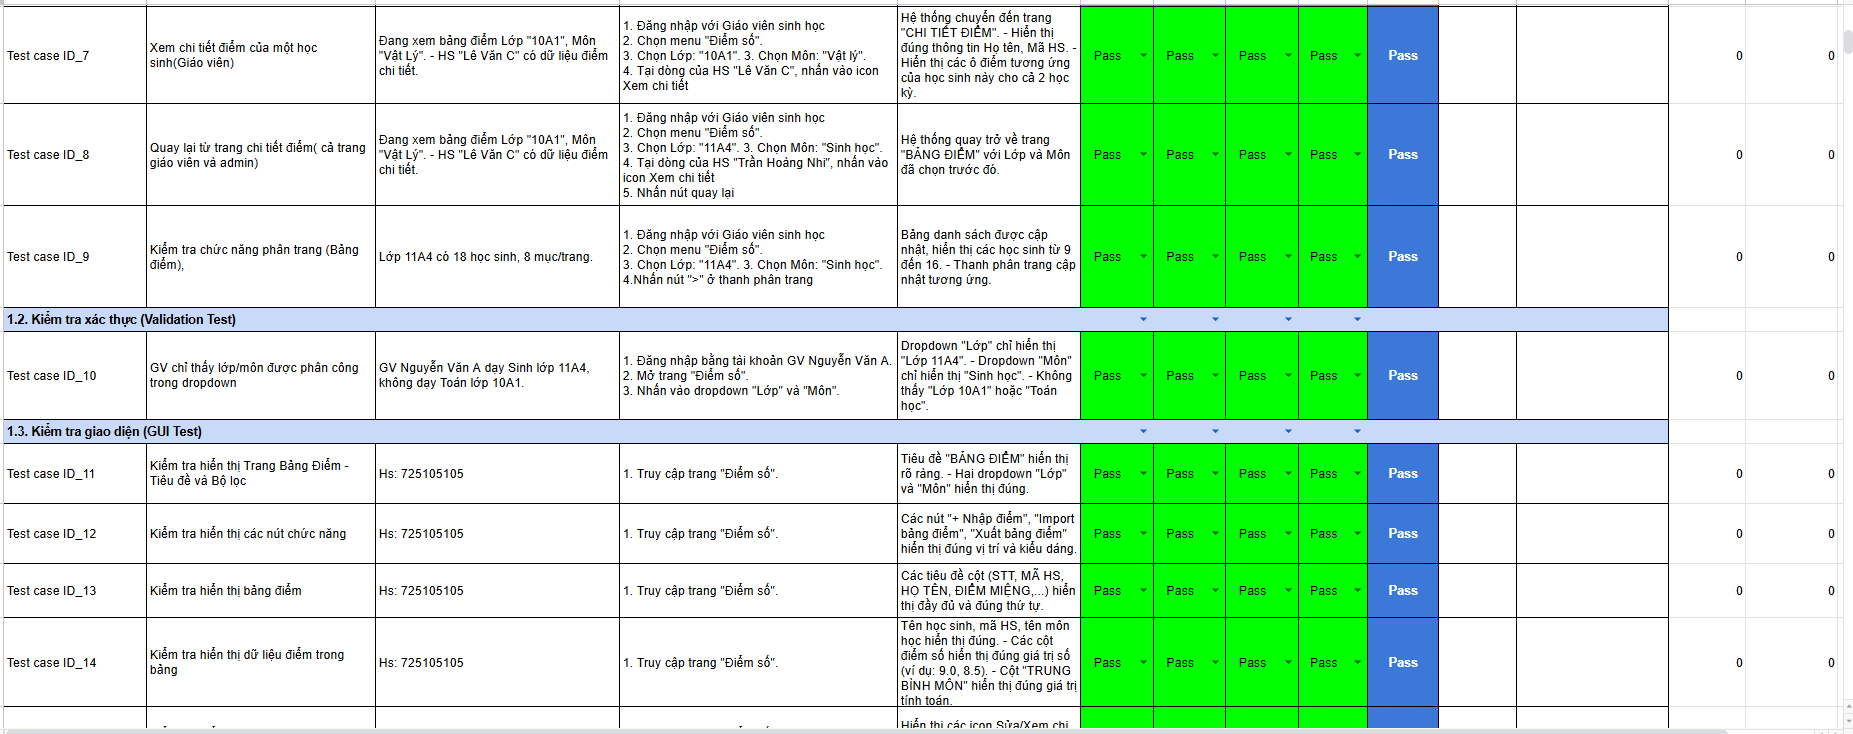 Test case ID_7
Xem chi tiết điểm của một học
sinh(Giáo viên)
Đang xem bảng điểm Lớp "10A1", Môn
"Vật Lý". - HS "Lê Văn C" có dữ liệu điểm
chi tiết.
1. Đăng nhập với Giáo viên sinh học
2. Chọn menu "Điểm số".
3. Chọn Lớp: "10A1". 3. Chọn Môn: "Vật lý".
4. Tại dòng của HS "Lê Văn C", nhấn vào icon
Xem chi tiết
Hệ thống chuyển đến trang
"CHI TIẾT ĐIỂM". - Hiển thị
đúng thông tin Họ tên, Mã HS. -
Hiển thị các ô điểm tương ứng
của học sinh này cho cả 2 học
kỳ.
Pass Pass Pass Pass Pass 0 0
Test case ID_8
Quay lại từ trang chi tiết điểm( cả trang
giáo viên và admin)
Đang xem bảng điểm Lớp "10A1", Môn
"Vật Lý". - HS "Lê Văn C" có dữ liệu điểm
chi tiết.
1. Đăng nhập với Giáo viên sinh học
2. Chọn menu "Điểm số".
3. Chọn Lớp: "11A4". 3. Chọn Môn: "Sinh học".
4. Tại dòng của HS "Trần Hoàng Nhi", nhấn vào
icon Xem chi tiết
5. Nhấn nút quay lại
Hệ thống quay trở về trang
"BẢNG ĐIỂM" với Lớp và Môn
đã chọn trước đó.
Pass Pass Pass Pass Pass 0 0
Test case ID_9
Kiểm tra chức năng phân trang (Bảng
điểm),
Lớp 11A4 có 18 học sinh, 8 mục/trang.
1. Đăng nhập với Giáo viên sinh học
2. Chọn menu "Điểm số".
3. Chọn Lớp: "11A4". 3. Chọn Môn: "Sinh học".
4.Nhấn nút ">" ở thanh phân trang
Bảng danh sách được cập
nhật, hiển thị các học sinh từ 9
đến 16. - Thanh phân trang cập
nhật tương ứng.
Pass Pass Pass Pass Pass 0 0
1.2. Kiểm tra xác thực (Validation Test)
Test case ID_10
GV chỉ thấy lớp/môn được phân công
trong dropdown
GV Nguyễn Văn A dạy Sinh lớp 11A4,
không dạy Toán lớp 10A1.
1. Đăng nhập bằng tài khoản GV Nguyễn Văn A.
2. Mở trang "Điểm số".
3. Nhấn vào dropdown "Lớp" và "Môn".
Dropdown "Lớp" chỉ hiển thị
"Lớp 11A4". - Dropdown "Môn"
chỉ hiển thị "Sinh học". - Không
thấy "Lớp 10A1" hoặc "Toán
học".
Pass Pass Pass Pass Pass 0 0
1.3. Kiểm tra giao diện (GUI Test)
Test case ID_11
Kiểm tra hiển thị Trang Bảng Điểm -
Tiêu đề và Bộ lọc
Hs: 725105105
1. Truy cập trang "Điểm số".
Tiêu đề "BẢNG ĐIỂM" hiển thị
rõ ràng. - Hai dropdown "Lớp"
và "Môn" hiển thị đúng.
Pass Pass Pass Pass Pass 0 0
Test case ID_12
Kiểm tra hiển thị các nút chức năng
Hs: 725105105
1. Truy cập trang "Điểm số".
Các nút "+ Nhập điểm", "Import
bảng điểm", "Xuất bảng điểm"
hiển thị đúng vị trí và kiểu dáng.
Pass Pass Pass Pass Pass 0 0
Test case ID_13
Kiểm tra hiển thị bảng điểm
Hs: 725105105
1. Truy cập trang "Điểm số".
Các tiêu đề cột (STT, MÃ HS,
HỌ TÊN, ĐIỂM MIỆNG,...) hiển
thị đầy đủ và đúng thứ tự.
Pass Pass Pass Pass Pass 0 0
Test case ID_14
Kiểm tra hiển thị dữ liệu điểm trong
bảng
Hs: 725105105
1. Truy cập trang "Điểm số".
Tên học sinh, mã HS, tên môn
học hiển thị đúng. - Các cột
điểm số hiển thị đúng giá trị số
(ví dụ: 9.0, 8.5). - Cột "TRUNG
BÌNH MÔN" hiển thị đúng giá trị
tính toán.
Pass Pass Pass Pass Pass 0 0
Hiển thị các icon Sửa/Xem chi